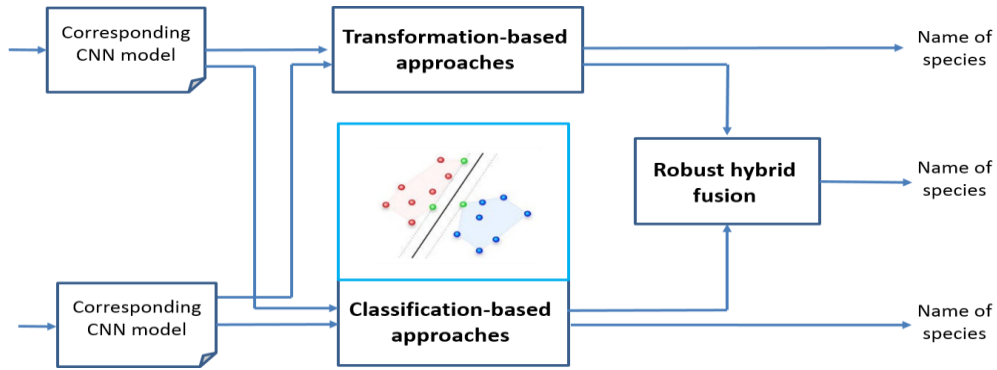 Corresponding
CNN model
Transformation-based
approaches
Name of
species
Robust hybrid
fusion
Name of
species
Corresponding
CNN model
Classification-based
approaches
Name of
species